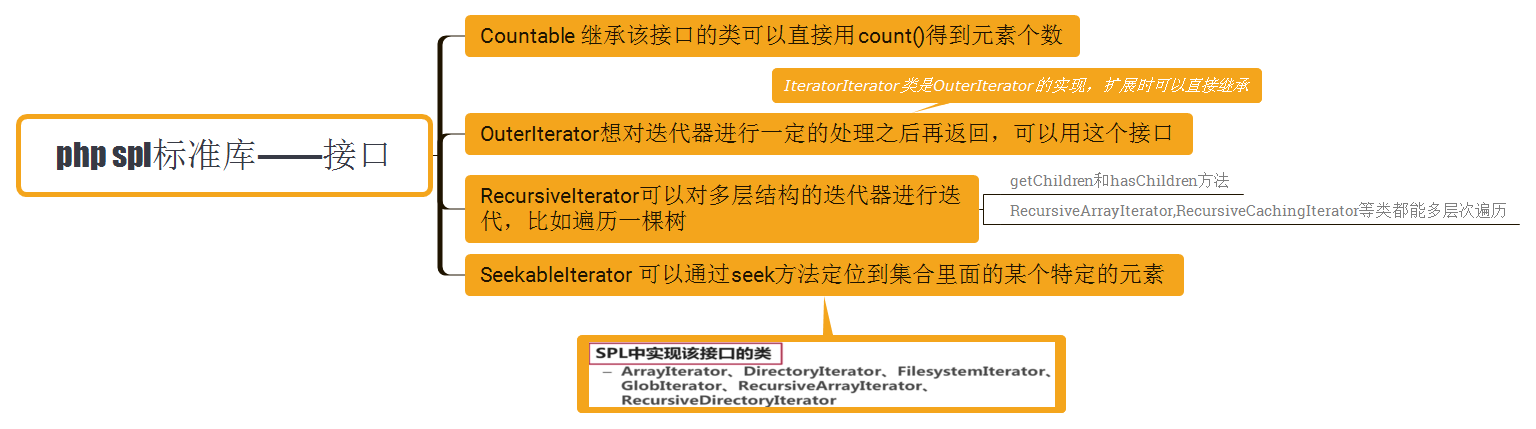 php spl标准库——接口
Countable 继承该接口的类可以直接用count()得到元素个数
IteratorIterator类是OuterIterator的实现，扩展时可以直接继承
OuterIterator想对迭代器进行一定的处理之后再返回，可以用这个接口
RecursiveIterator可以对多层结构的迭代器进行迭
代，比如遍历一棵树
getChildren和hasChildren方法
RecursiveArrayIterator,RecursiveCachingIterator等类都能多层次遍历
SeekableIterator 可以通过seek方法定位到集合里面的某个特定的元素
SPL中实现该接口的类
– ArrayIterator、DirectoryIterator、FilesystemIterator、
GlobIterator、RecursiveArrayIterator、
RecursiveDirectoryIterator